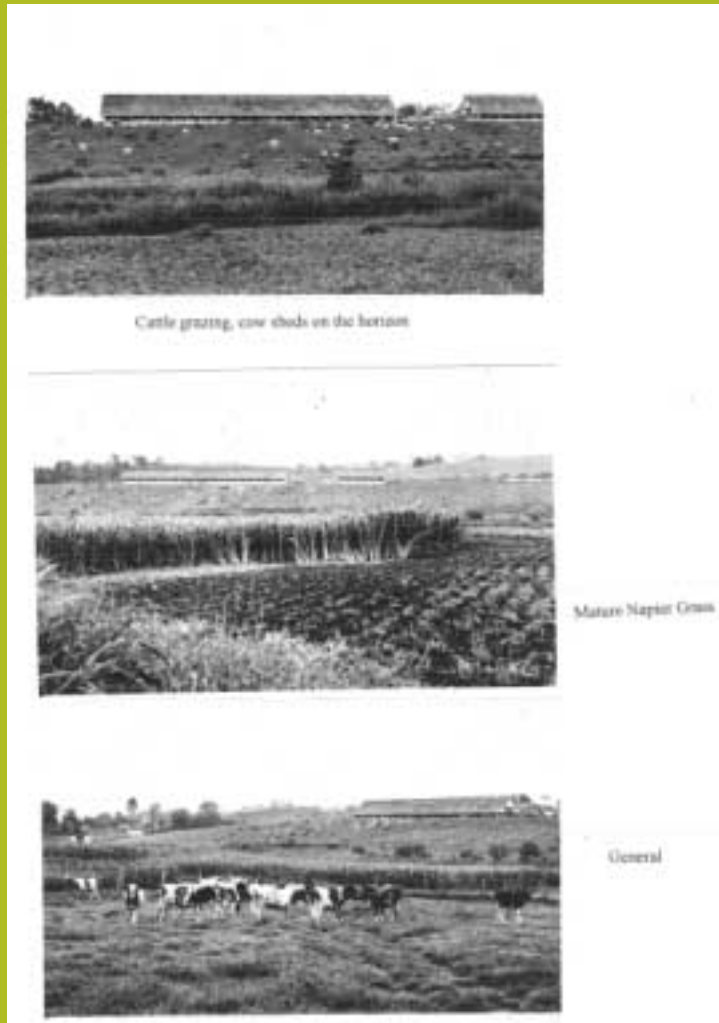 Cattle grazing, cow sheds on the horizon
Mature Napier Grass
General